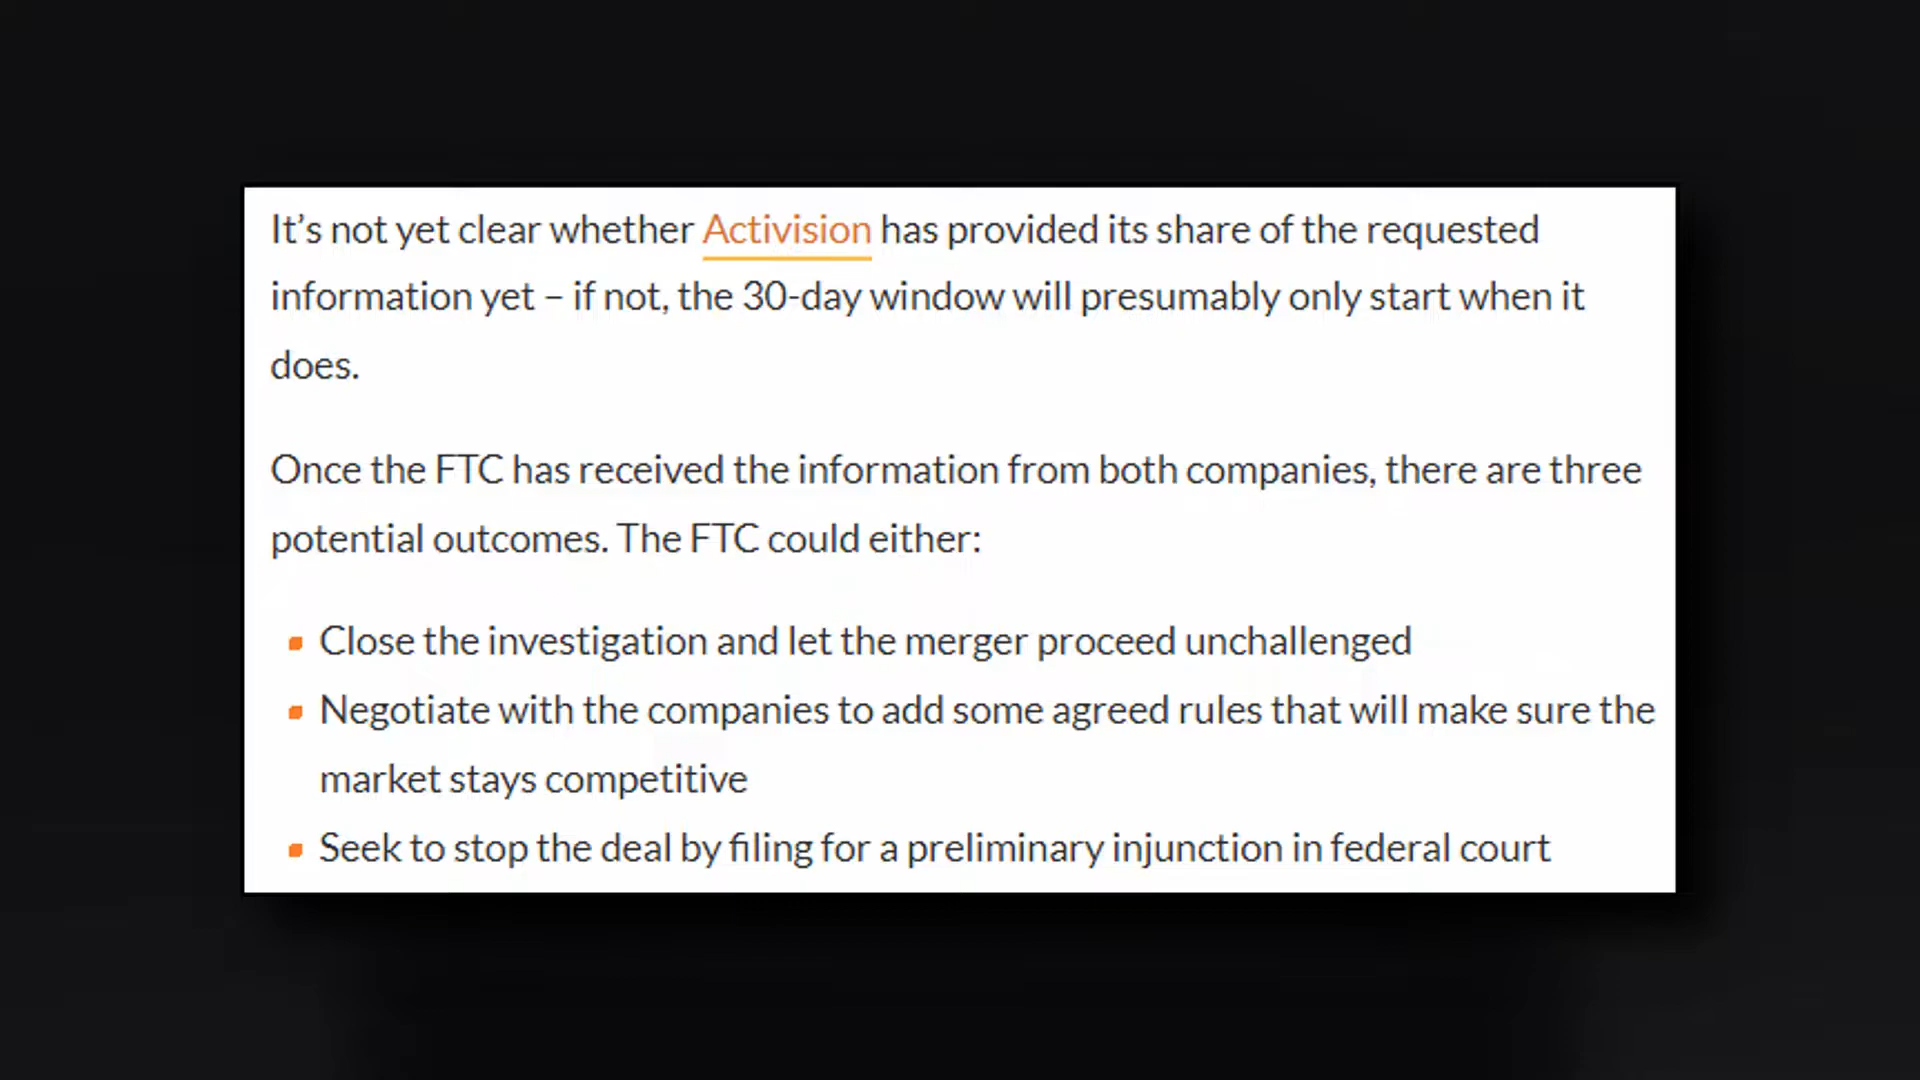 It’s not yet clear whether Activision has provided its share of the requested
information yet – if not, the 30-day window will presumably only start when it
does.
Once the FTC has received the information from both companies, there are three
potential outcomes. The FTC could either:
Close the investigation and let the merger proceed unchallenged
Negotiate with the companies to add some agreed rules that will make sure the
market stays competitive
Seek to stop the deal by filing for a preliminary injunction in federal court